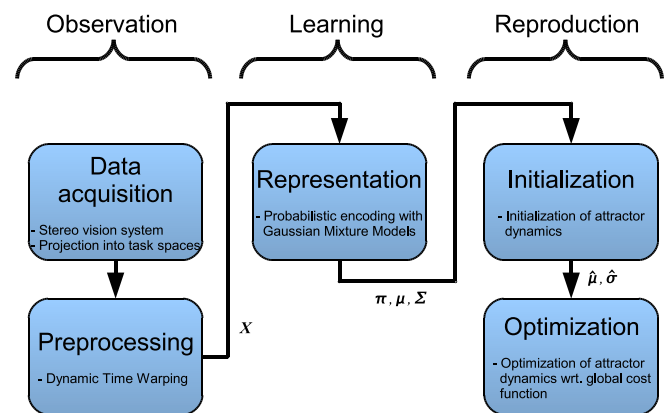 Observation
Learning
Reproduction
Data
acquisition
- Stereo vision system
- Projection into task spaces
Preprocessing
- Dynamic Time Warping
X
Representation
- Probabilistic encoding with
Gaussian Mixture Models
π, μ, Σ
Initialization
- Initialization of attractor
dynamics
μ̂, σ̂
Optimization
- Optimization of attractor
dynamics wrt. global cost
function